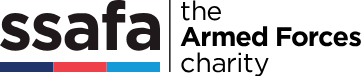 ssafa
the
Armed Forces
charity